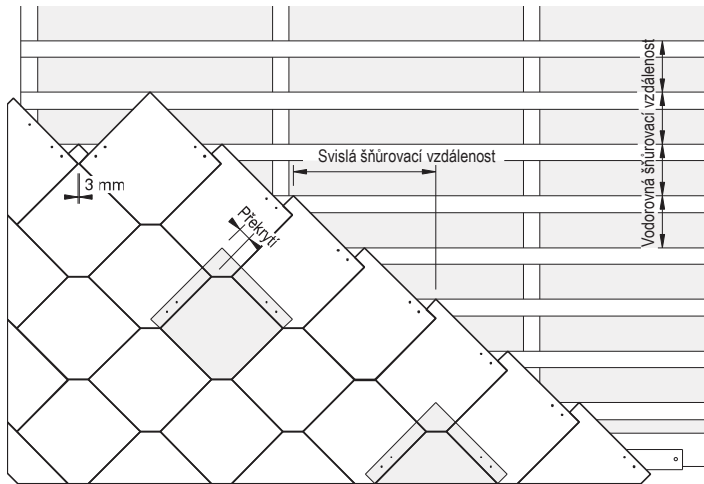 Svislá šňůrovací vzdálenost
Vodorovná šňůrovací vzdálenost
3 mm
Překrytí